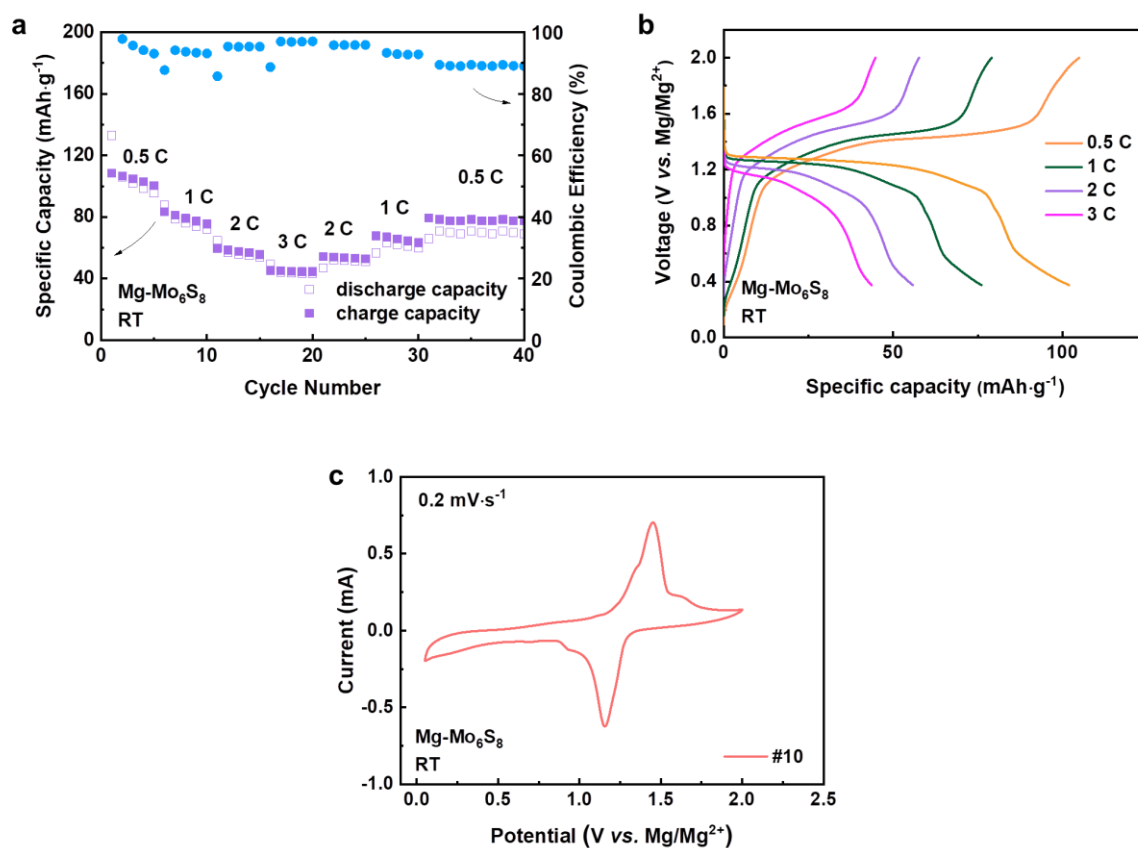 a
200
160
120
80
40
0
Specific Capacity (mAh·g⁻¹)
100
80
60
40
20
0
Coulombic Efficiency (%)
0.5 C
1 C
2 C
3 C
2 C
1 C
0.5 C
Mg-Mo₆S₈
RT
discharge capacity
charge capacity
0 10 20 30 40
Cycle Number
b
2.0
1.6
1.2
0.8
0.4
2.0
Voltage (V vs. Mg/Mg²⁺)
0.5 C
1 C
2 C
3 C
Mg-Mo₆S₈
RT
0 50 100
Specific capacity (mAh·g⁻¹)
c
1.0
0.5
0.0
-0.5
-1.0
Current (mA)
0.2 mV·s⁻¹
Mg-Mo₆S₈
RT
#10
0.0 0.5 1.0 1.5 2.0 2.5
Potential (V vs. Mg/Mg²⁺)